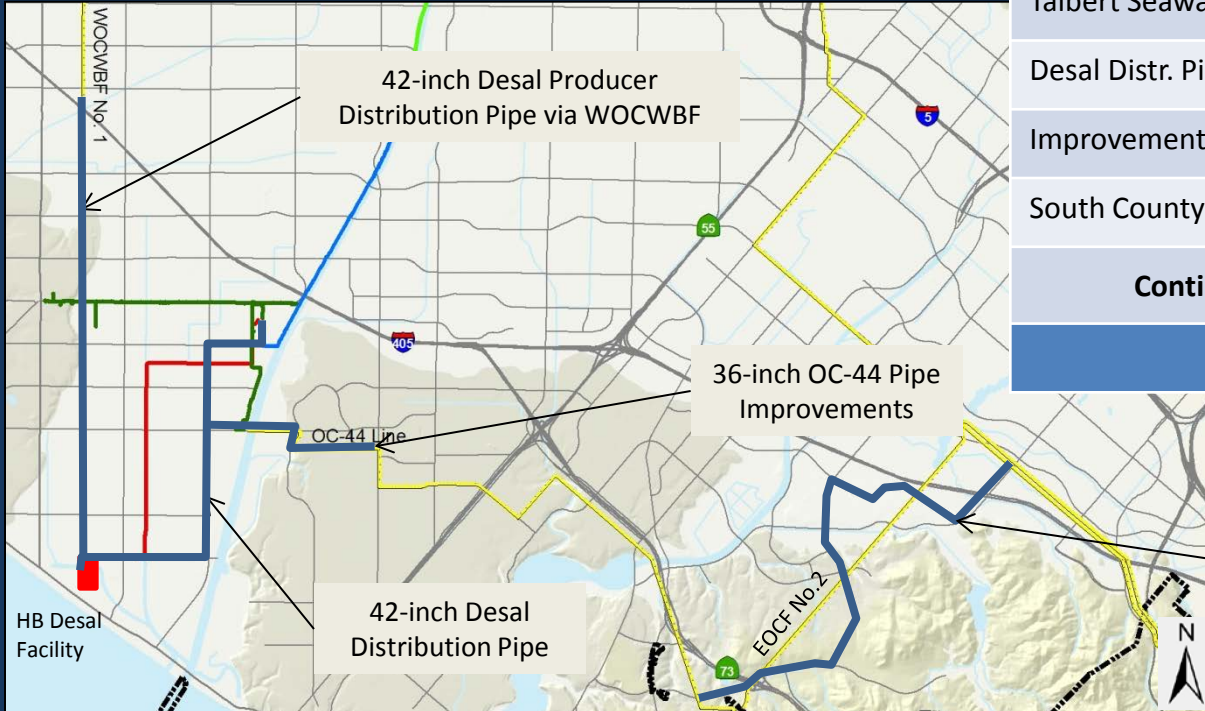 WOCWBF No. 1
42-inch Desal Producer
Distribution Pipe via WOCWBF
5
55
405
36-inch OC-44 Pipe
Improvements
OC-44 Line
42-inch Desal
Distribution Pipe
HB Desal
Facility
EOCF No.2
73
N
Talbert Seawa
Desal Distr. Pi
Improvement
South County
Conti